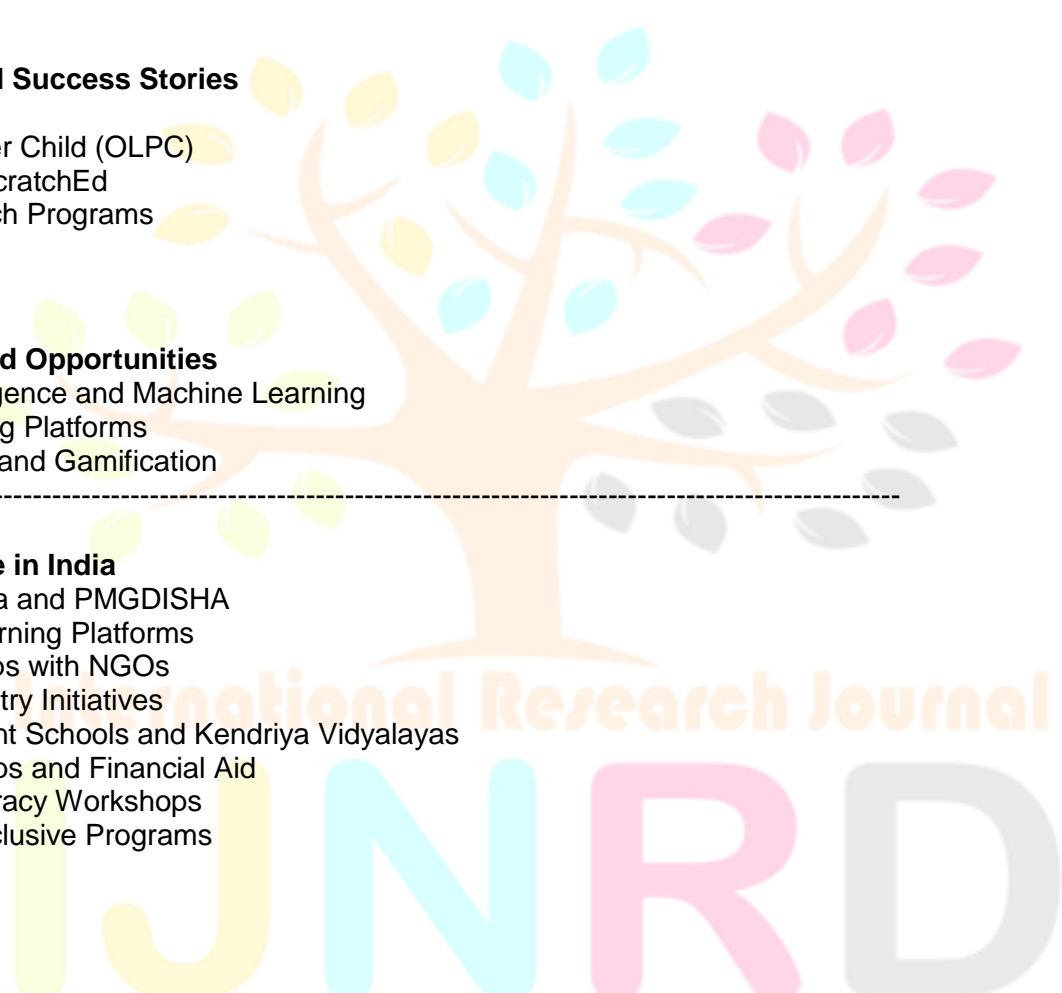 l Success Stories
er Child (OLPC)
cratchEd
ch Programs
d Opportunities
gence and Machine Learning
g Platforms
and Gamification
e in India
a and PMGDISHA
rning Platforms
os with NGOs
try Initiatives
nt Schools and Kendriya Vidyalayas
os and Financial Aid
racy Workshops
clusive Programs
International Research Journal
IJNRD